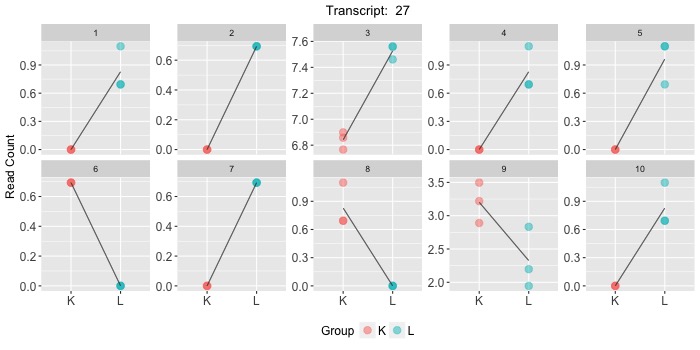 Transcript: 27
1 2 3 4 5
0.9 0.6 7.6 0.9 0.9
0.6 0.4 7.4 0.6 0.6
0.3 0.2 7.2 0.3 0.3
0.0 0.0 7.0 0.0 0.0
6.8
Read Count
6 7 8 9 10
0.6 0.6 0.9 3.5 0.9
0.4 0.4 0.6 3.0 0.6
0.2 0.2 0.3 2.5 0.3
0.0 0.0 0.0 2.0 0.0
K L K L K L K L K L
Group K L